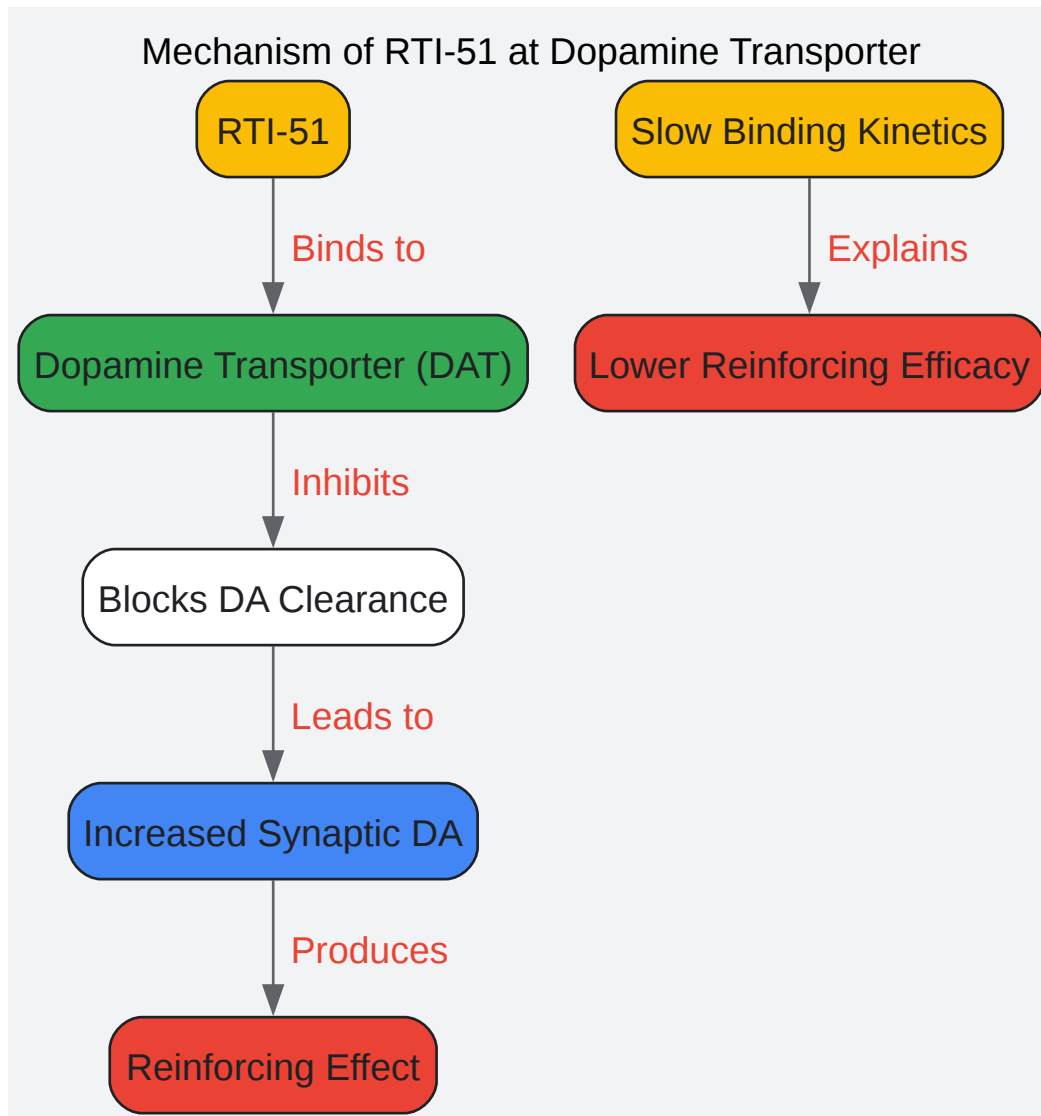 Mechanism of RTI-51 at Dopamine Transporter
RTI-51
Binds to
Dopamine Transporter (DAT)
Inhibits
Blocks DA Clearance
Leads to
Increased Synaptic DA
Produces
Reinforcing Effect
Slow Binding Kinetics
Explains
Lower Reinforcing Efficacy